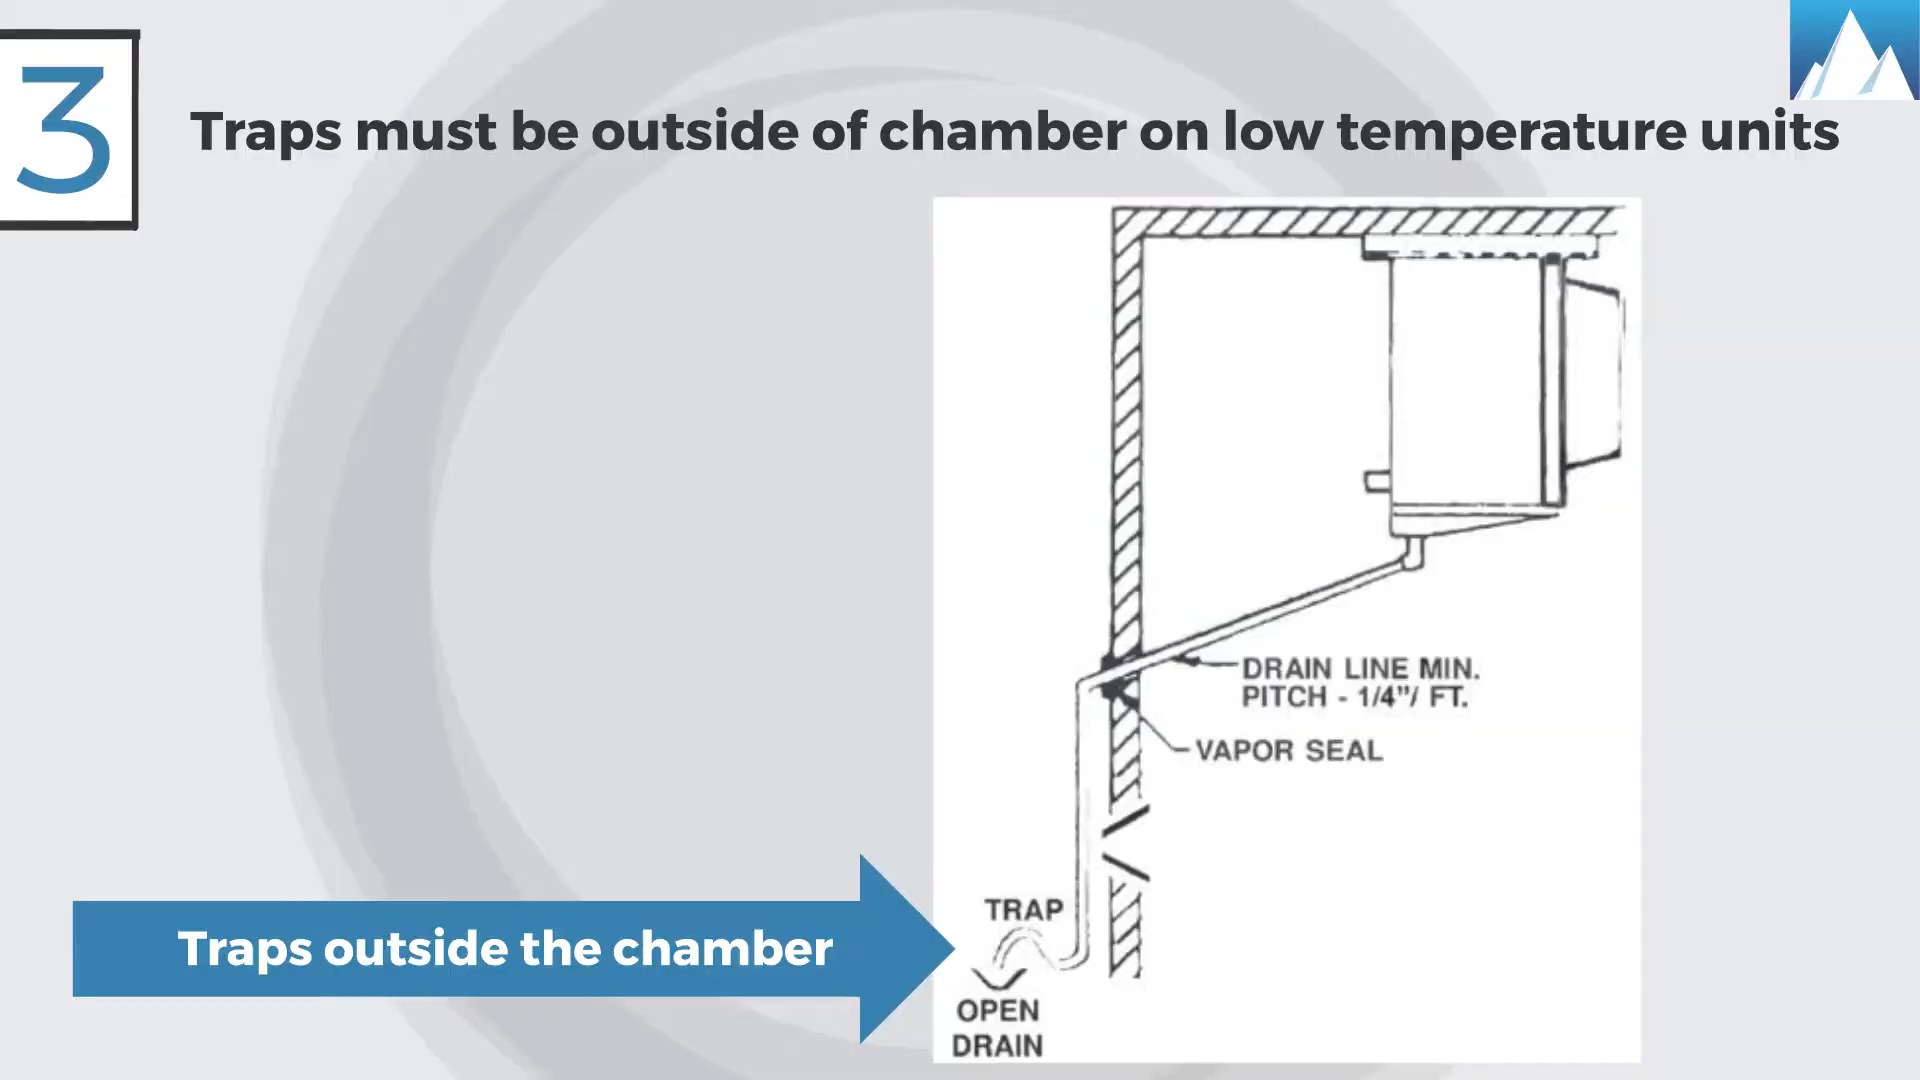 3
Traps must be outside of chamber on low temperature units
DRAIN LINE MIN.
PITCH - 1/4"/ FT.
VAPOR SEAL
TRAP
Traps outside the chamber
OPEN
DRAIN